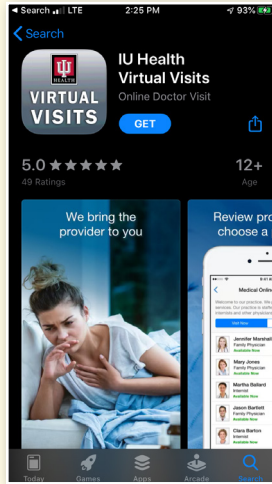 Search LTE 2:25 PM 93%
Search
HEALTH
VIRTUAL
VISITS
IU Health
Virtual Visits
Online Doctor Visit
GET
5.0 ★★★★★
49 Ratings
12+
Age
We bring the
provider to you
Review pro
choose a
Medical Online
Jennifer Marshall
Family Physician
Available Now
Mary Jones
Family Physician
Available Now
Martha Ballard
Internist
Available Now
Jason Bartlett
Family Physician
Available Now
Clara Barton
Internist
Available Now
Today
Games
Apps
Arcade
Search